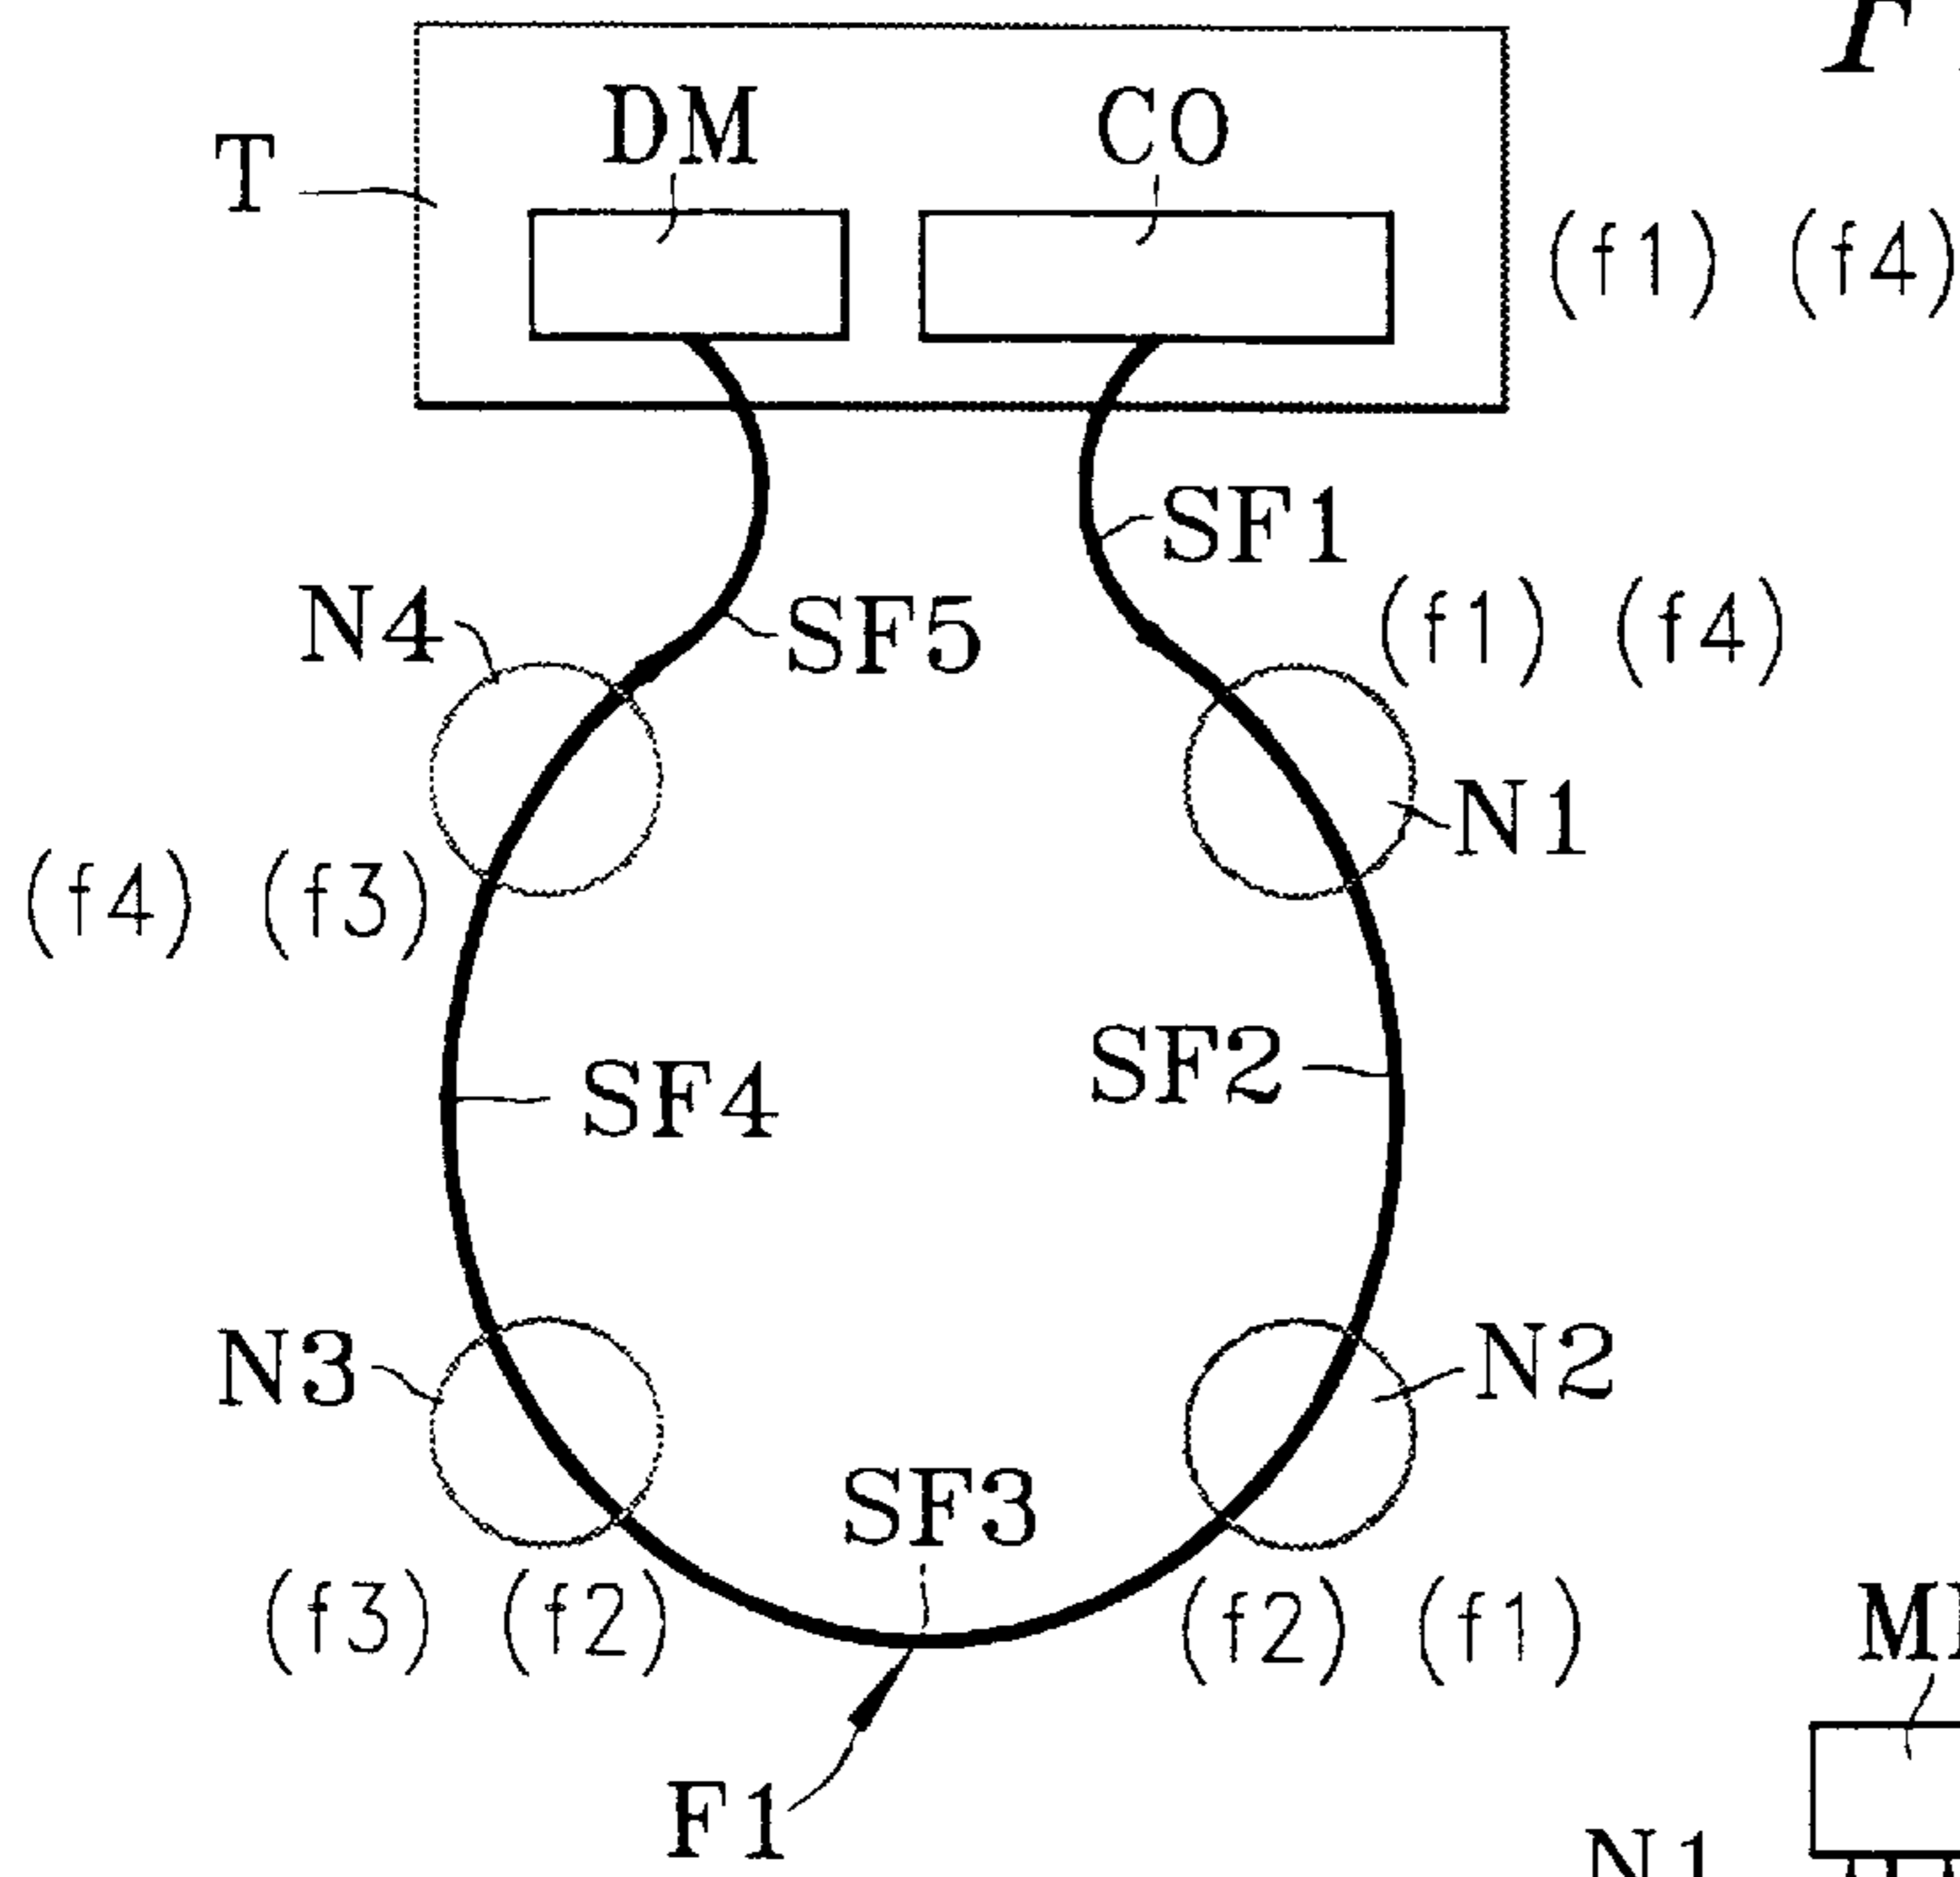 F
DM CO
T
(f1) (f4)
SF1
N4 SF5 (f1) (f4)
N1
(f4) (f3)
SF4 SF2
N3 N2
SF3
(f3) (f2) (f2) (f1)
F1
N1